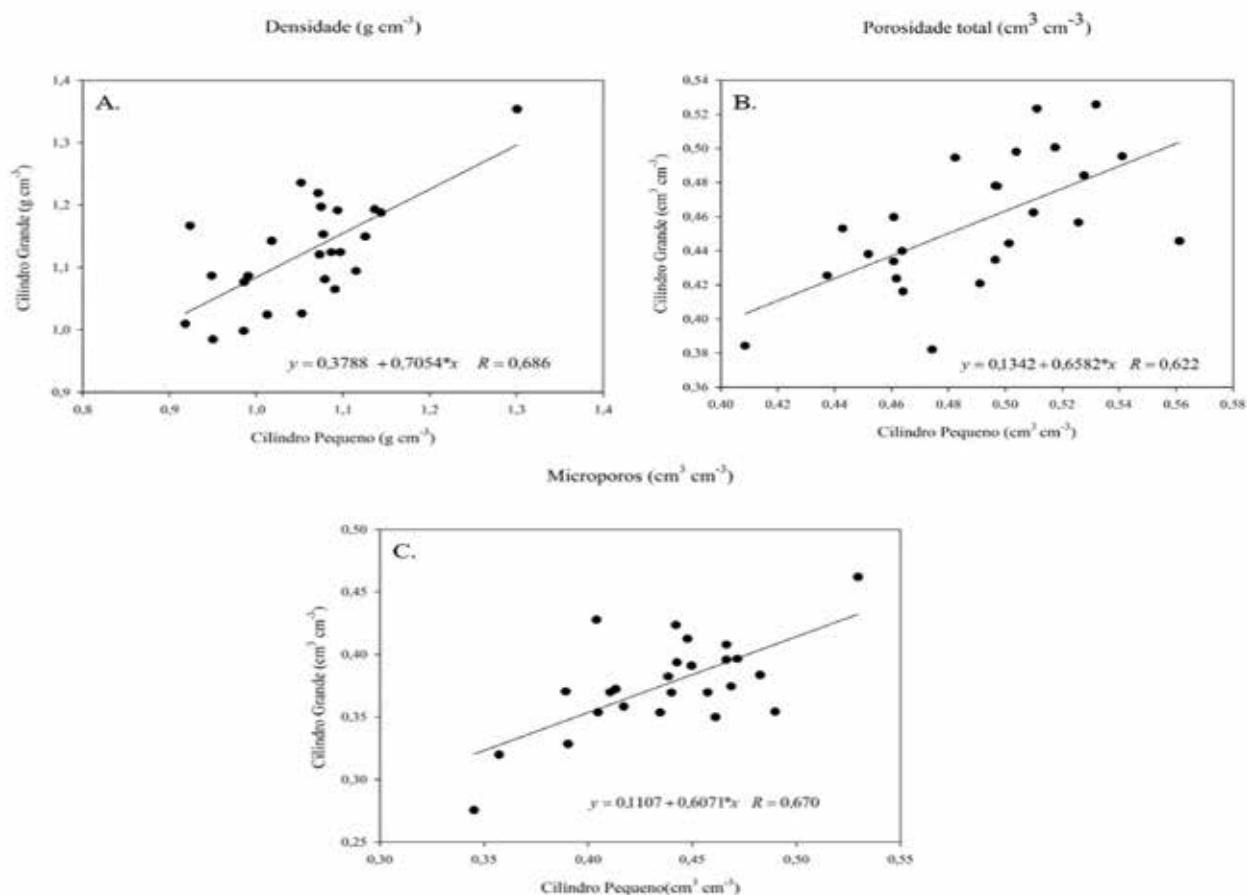 Densidade (g cm⁻³)
A.
Cilindro Grande (g cm⁻³)
1,4
1,3
1,2
1,1
1,0
0,9
y = 0,3788 + 0,7054*x R = 0,686
0,8 0,9 1,0 1,1 1,2 1,3 1,4
Cilindro Pequeno (g cm⁻³)
Porosidade total (cm³ cm⁻³)
B.
Cilindro Grande (cm³ cm⁻³)
0,54
0,52
0,50
0,48
0,46
0,44
0,42
0,40
0,38
0,36
y = 0,1342 + 0,6582*x R = 0,622
0,40 0,42 0,44 0,46 0,48 0,50 0,52 0,54 0,56 0,58
Cilindro Pequeno (cm³ cm⁻³)
Microporos (cm³ cm⁻³)
C.
Cilindro Grande (cm³ cm⁻³)
0,50
0,45
0,40
0,35
0,30
0,25
y = 0,1107 + 0,6071*x R = 0,670
0,30 0,35 0,40 0,45 0,50 0,55
Cilindro Pequeno(cm³ cm⁻³)